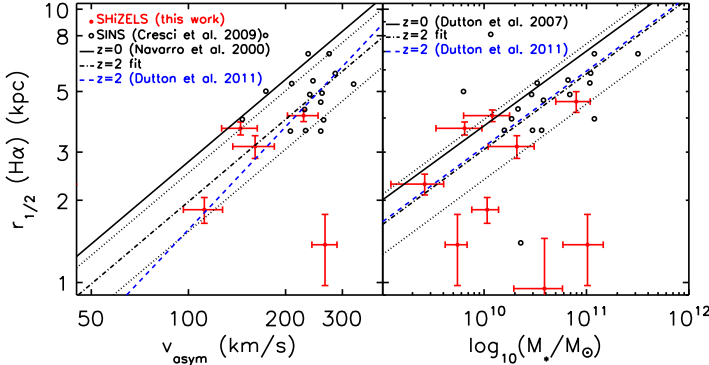 SHiZELS (this work)
SINS (Cresci et al. 2009)
z=0 (Navarro et al. 2000)
z=2 fit
z=2 (Dutton et al. 2011)
z=0 (Dutton et al. 2007)
z=2 fit
z=2 (Dutton et al. 2011)
10
5
3
2
1
r1/2 (Hα) (kpc)
50 100 200 300
10^10 10^11 10^12
vasym (km/s)
log10(M*/M⊙)